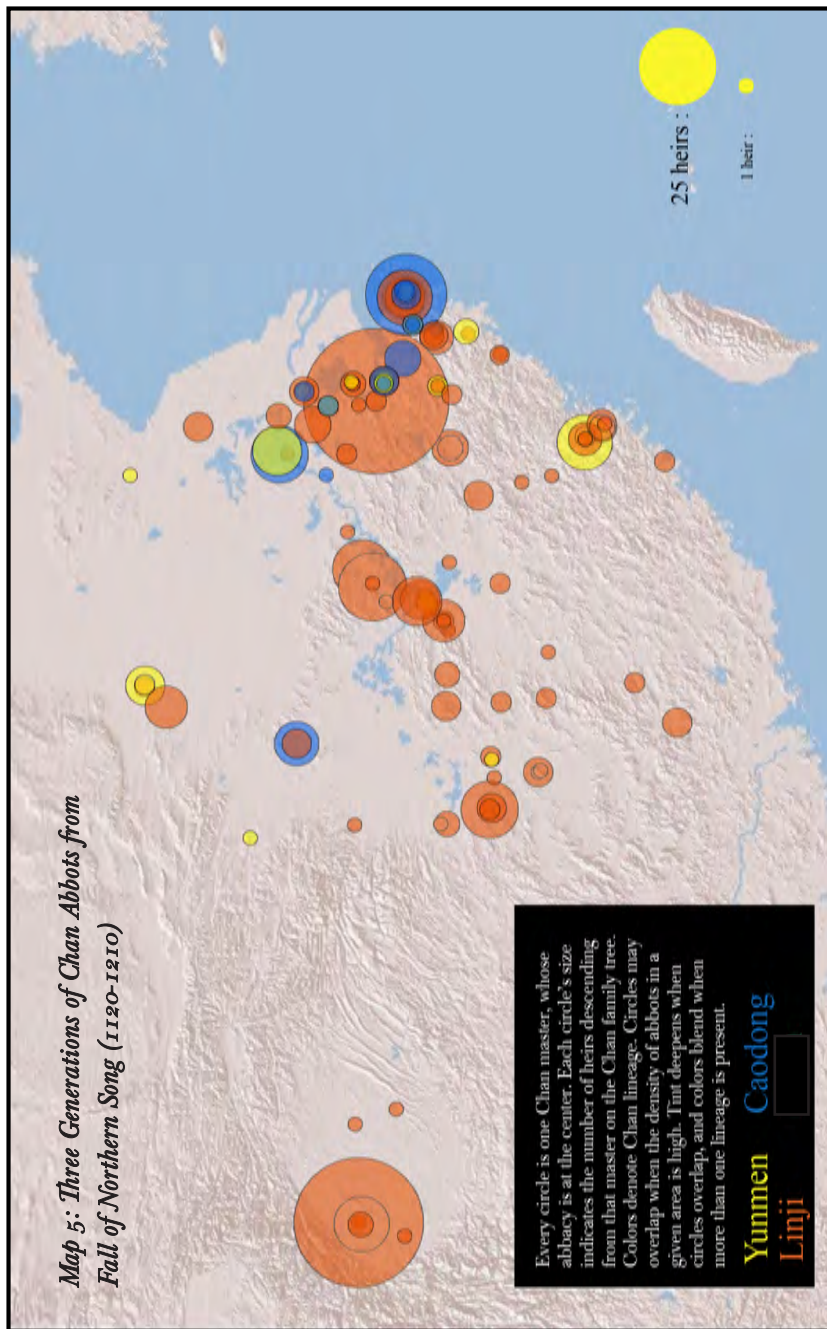 Map 5: Three Generations of Chan Abbots from
Fall of Northern Song (1120-1210)
25 heirs :
1 heir :
Every circle is one Chan master, whose
abbacy is at the center. Each circle's size
indicates the number of heirs descending
from that master on the Chan family tree.
Colors denote Chan lineage. Circles may
overlap when the density of abbots in a
given area is high. Tint deepens when
circles overlap, and colors blend when
more than one lineage is present.
Yunmen Caodong
Linji